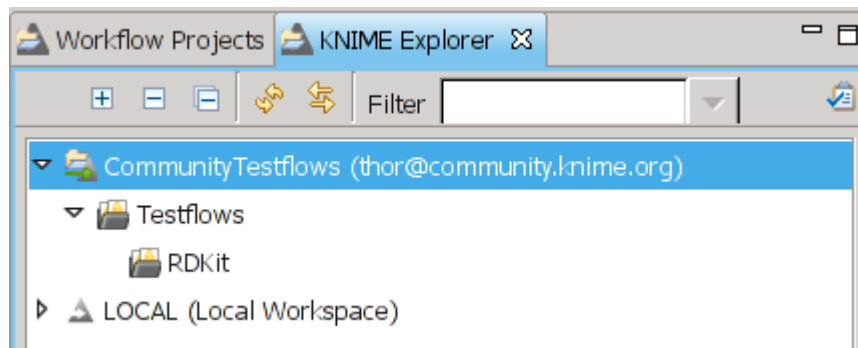 Workflow Projects KNIME Explorer
Filter
CommunityTestflows (thor@community.knime.org)
Testflows
RDKit
LOCAL (Local Workspace)